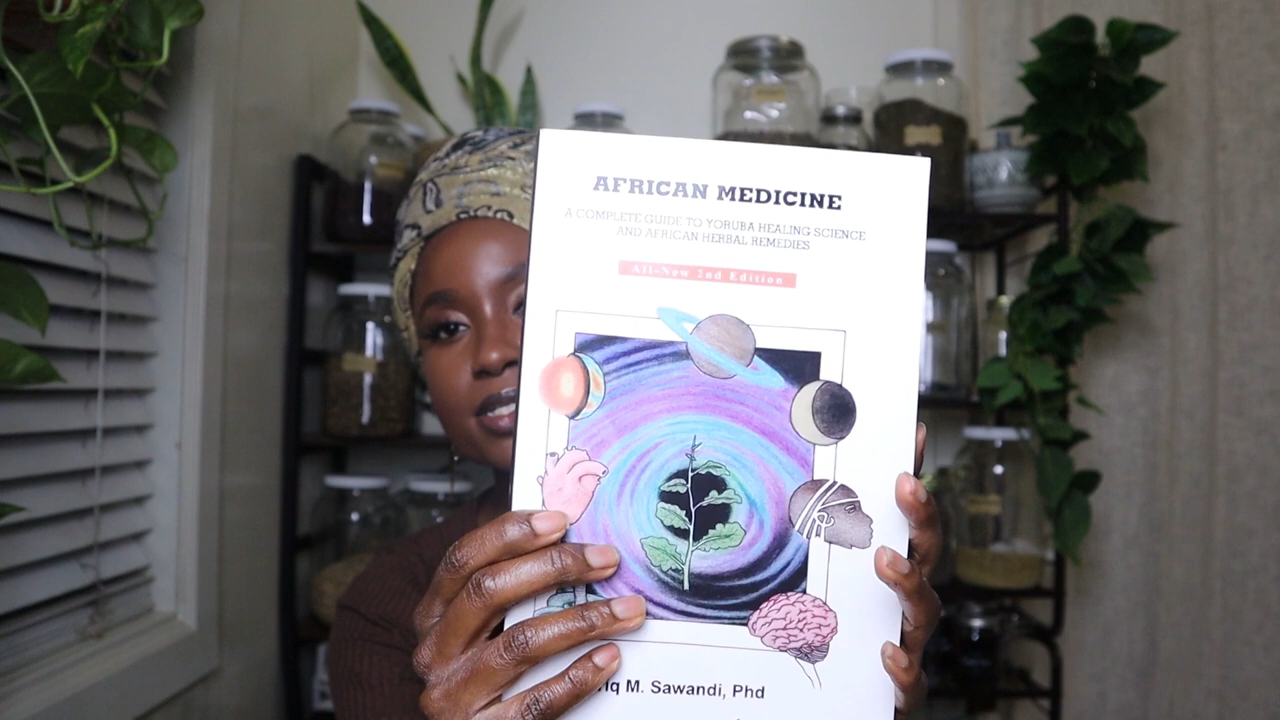 AFRICAN MEDICINE
A COMPLETE GUIDE TO YORUBA HEALING SCIENCE
AND AFRICAN HERBAL REMEDIES
All-New 2nd Edition
M. Sawandi, Phd